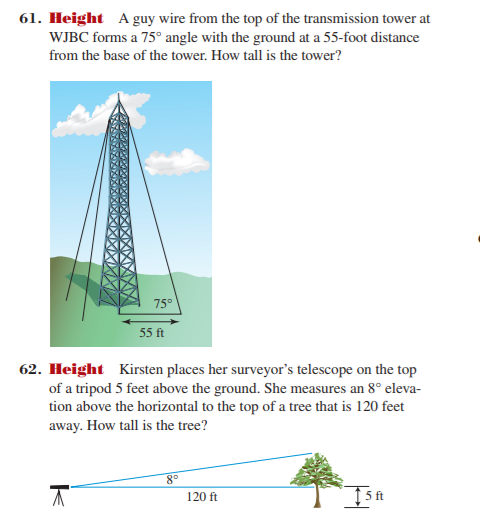 61. Height A guy wire from the top of the transmission tower at
WJBC forms a 75° angle with the ground at a 55-foot distance
from the base of the tower. How tall is the tower?
75°
55 ft
62. Height Kirsten places her surveyor’s telescope on the top
of a tripod 5 feet above the ground. She measures an 8° eleva-
tion above the horizontal to the top of a tree that is 120 feet
away. How tall is the tree?
8°
120 ft
5 ft